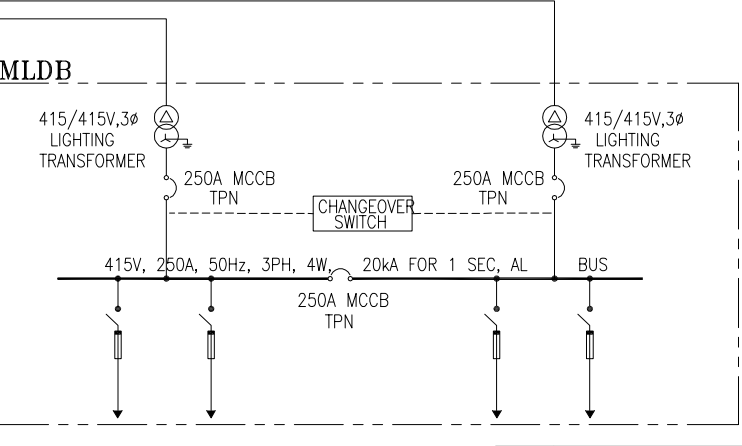 MLDB
415/415V,3ø
LIGHTING
TRANSFORMER
415/415V,3ø
LIGHTING
TRANSFORMER
250A MCCB
TPN
250A MCCB
TPN
CHANGEOVER
SWITCH
415V, 250A, 50Hz, 3PH, 4W, 20kA FOR 1 SEC, AL BUS
250A MCCB
TPN